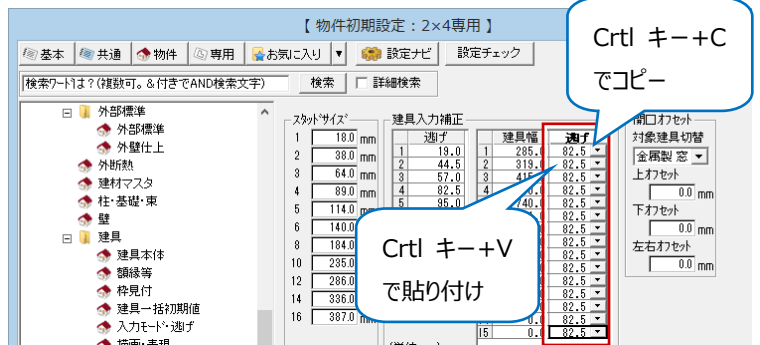 【 物件初期設定：2×4専用 】
基本 共通 物件 専用 お気に入り ▼ 設定ナビ 設定チェック
検索ワードは？(複数可。&付きでAND検索文字) 検索 詳細検索
外部標準
外部標準
外壁仕上
外断熱
建材マスタ
柱・基礎・束
壁
建具
建具本体
額縁等
枠見付
建具一括初期値
入力モード・逃げ
スタッドサイズ
1 18.0 mm
2 38.0 mm
3 64.0 mm
4 89.0 mm
5 114.0 mm
6 140.0
8 184.0
10 235.0
12 286.0
14 336.0
16 387.0 mm
建具入力補正
逃げ
1 19.0
2 44.5
3 57.0
4 82.5
5 95.0
建具幅 逃げ
1 285.0 82.5
2 319.0 82.5
3 82.5
4 82.5
82.5
82.5
82.5
82.5
82.5
82.5
82.5
82.5
82.5
0.0 82.5
15 0.0 82.5
開口オフセット
対象建具切替
金属製 窓
上オフセット
0.0 mm
下オフセット
0.0 mm
左右オフセット
0.0 mm
Crtl キー+C
でコピー
Crtl キー+V
で貼り付け